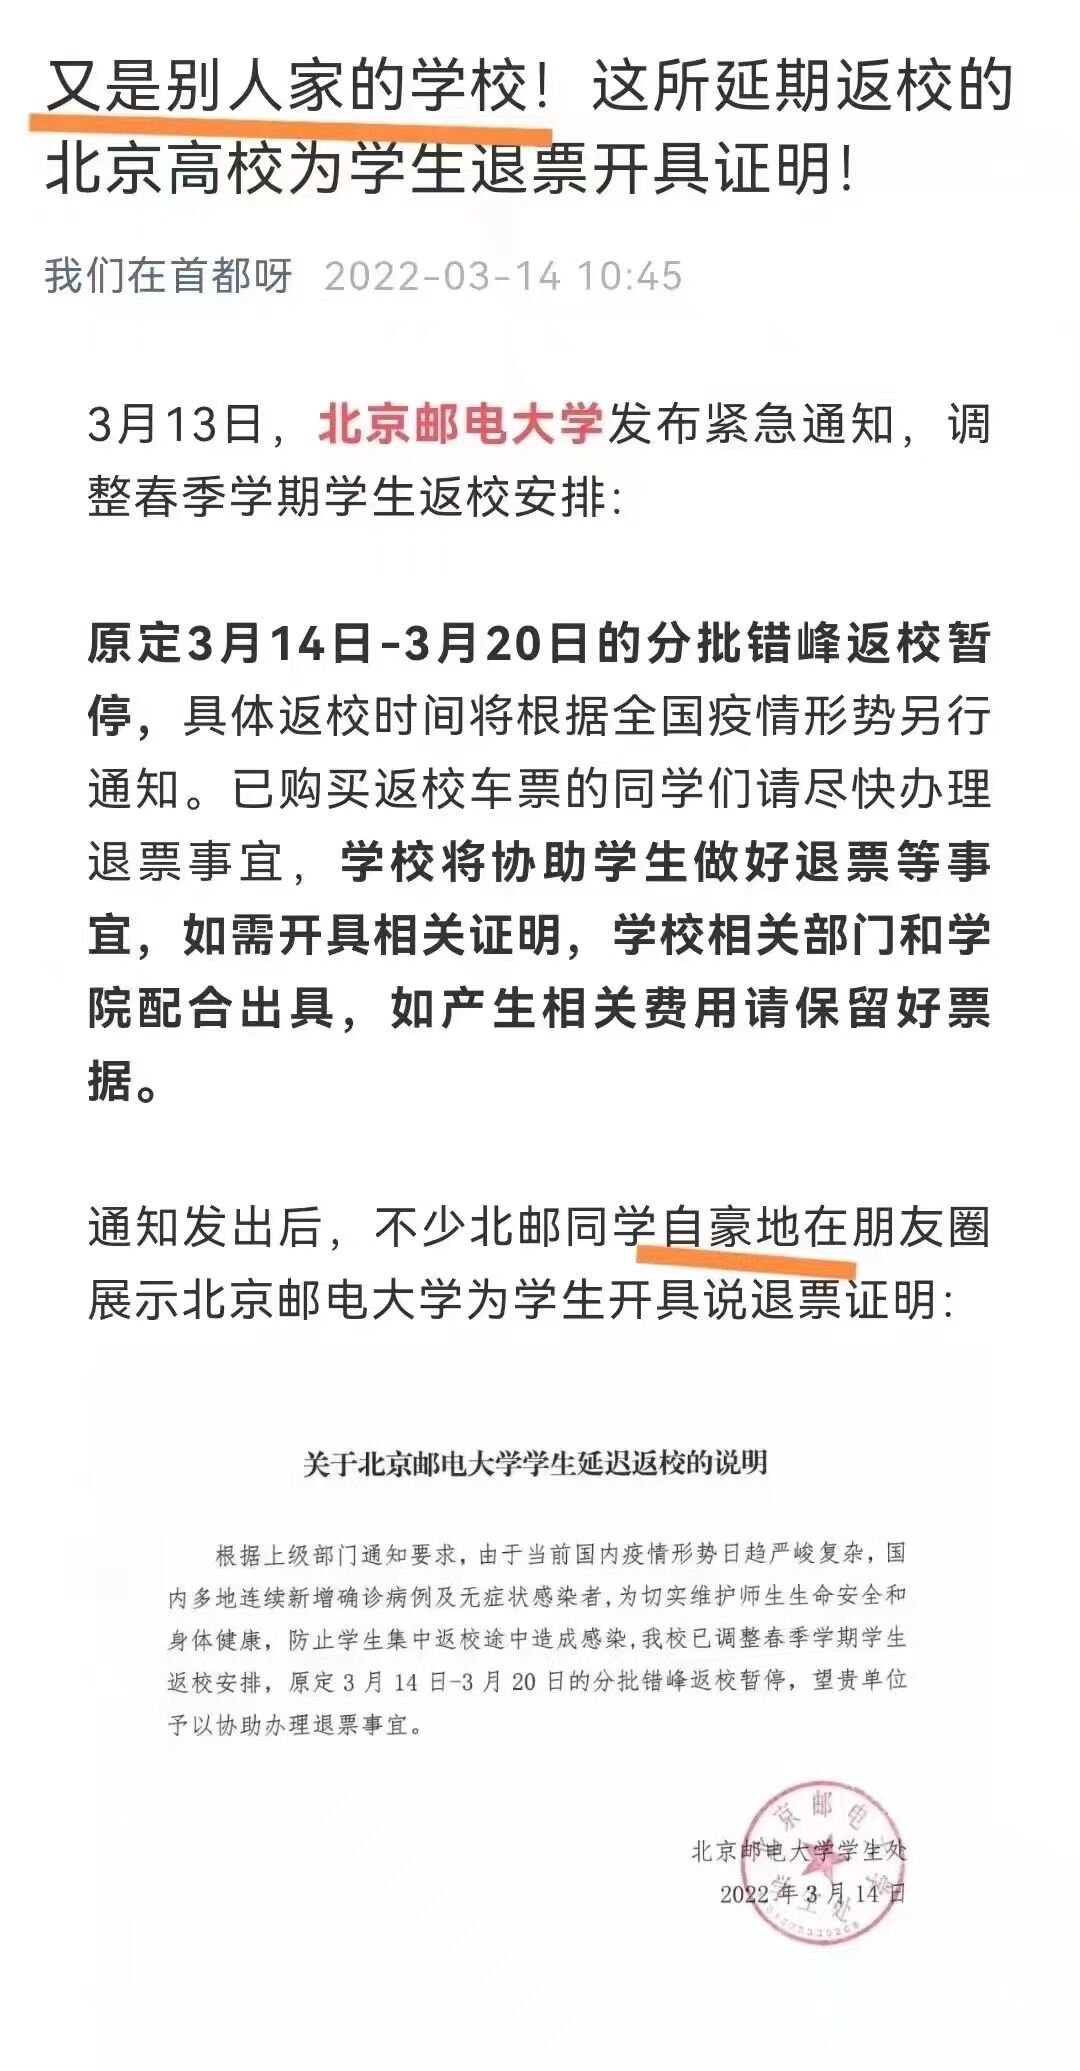 又是别人家的学校！这所延期返校的
北京高校为学生退票开具证明！
我们在首都呀 2022-03-14 10:45
3月13日，北京邮电大学发布紧急通知，调
整春季学期学生返校安排：
原定3月14日-3月20日的分批错峰返校暂
停，具体返校时间将根据全国疫情形势另行
通知。已购买返校车票的同学们请尽快办理
退票事宜，学校将协助学生做好退票等事
宜，如需开具相关证明，学校相关部门和学
院配合出具，如产生相关费用请保留好票
据。
通知发出后，不少北邮同学自豪地在朋友圈
展示北京邮电大学为学生开具说退票证明：
关于北京邮电大学学生延迟返校的说明
根据上级部门通知要求，由于当前国内疫情形势日趋严峻复杂，国
内多地连续新增确诊病例及无症状感染者，为切实维护师生生命安全和
身体健康，防止学生集中返校途中造成感染，我校已调整春季学期学生
返校安排，原定 3 月 14 日-3 月 20 日的分批错峰返校暂停，望贵单位
予以协助办理退票事宜。
北京邮电大学
北京邮电大学学生处
2022 年 3 月 14 日
学生处